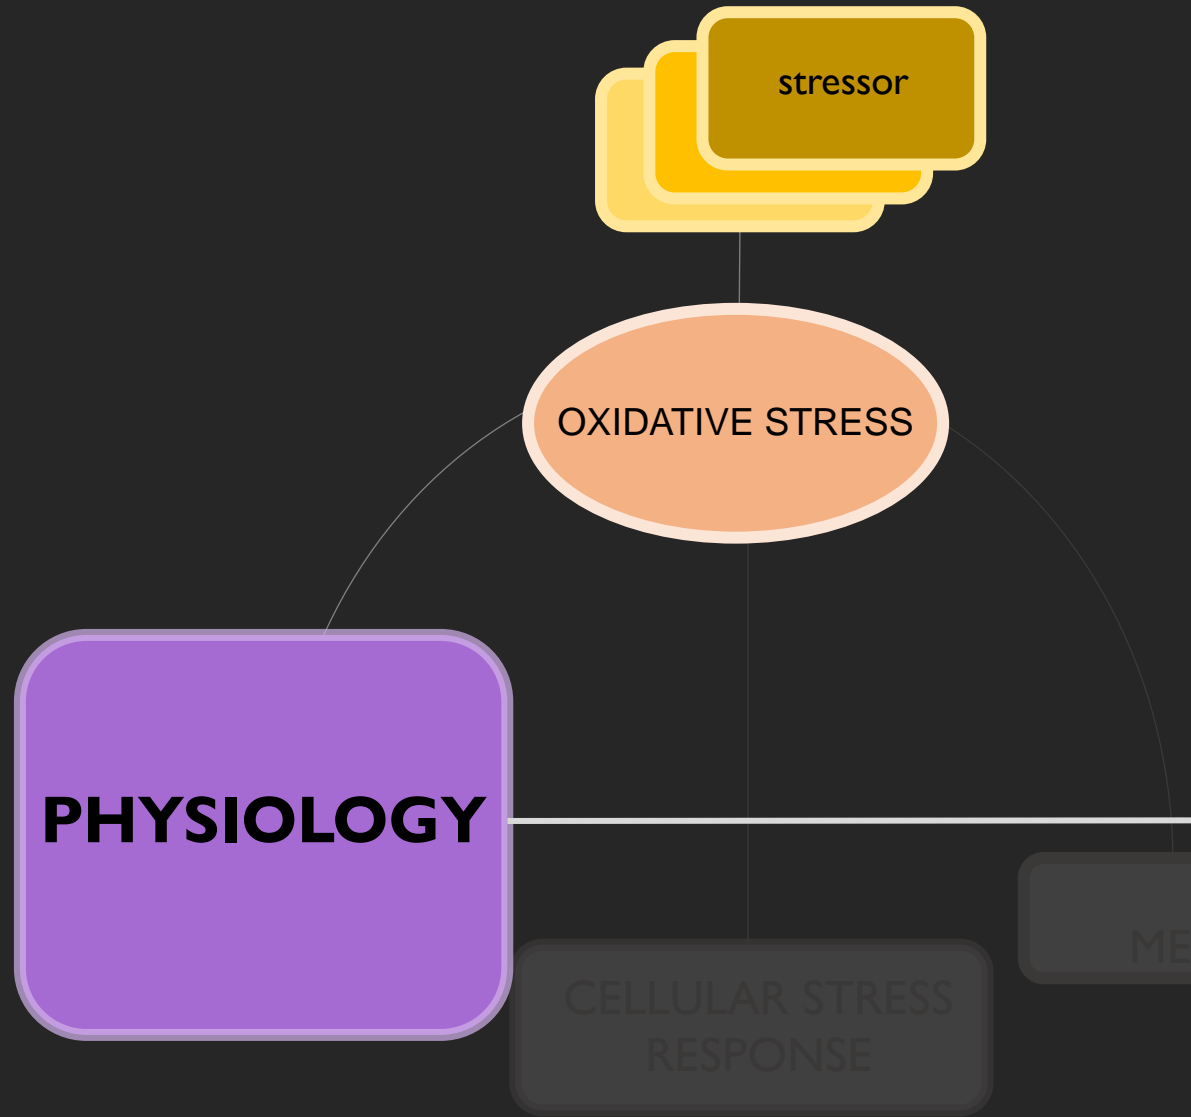 stressor
OXIDATIVE STRESS
PHYSIOLOGY
CELLULAR STRESS
RESPONSE